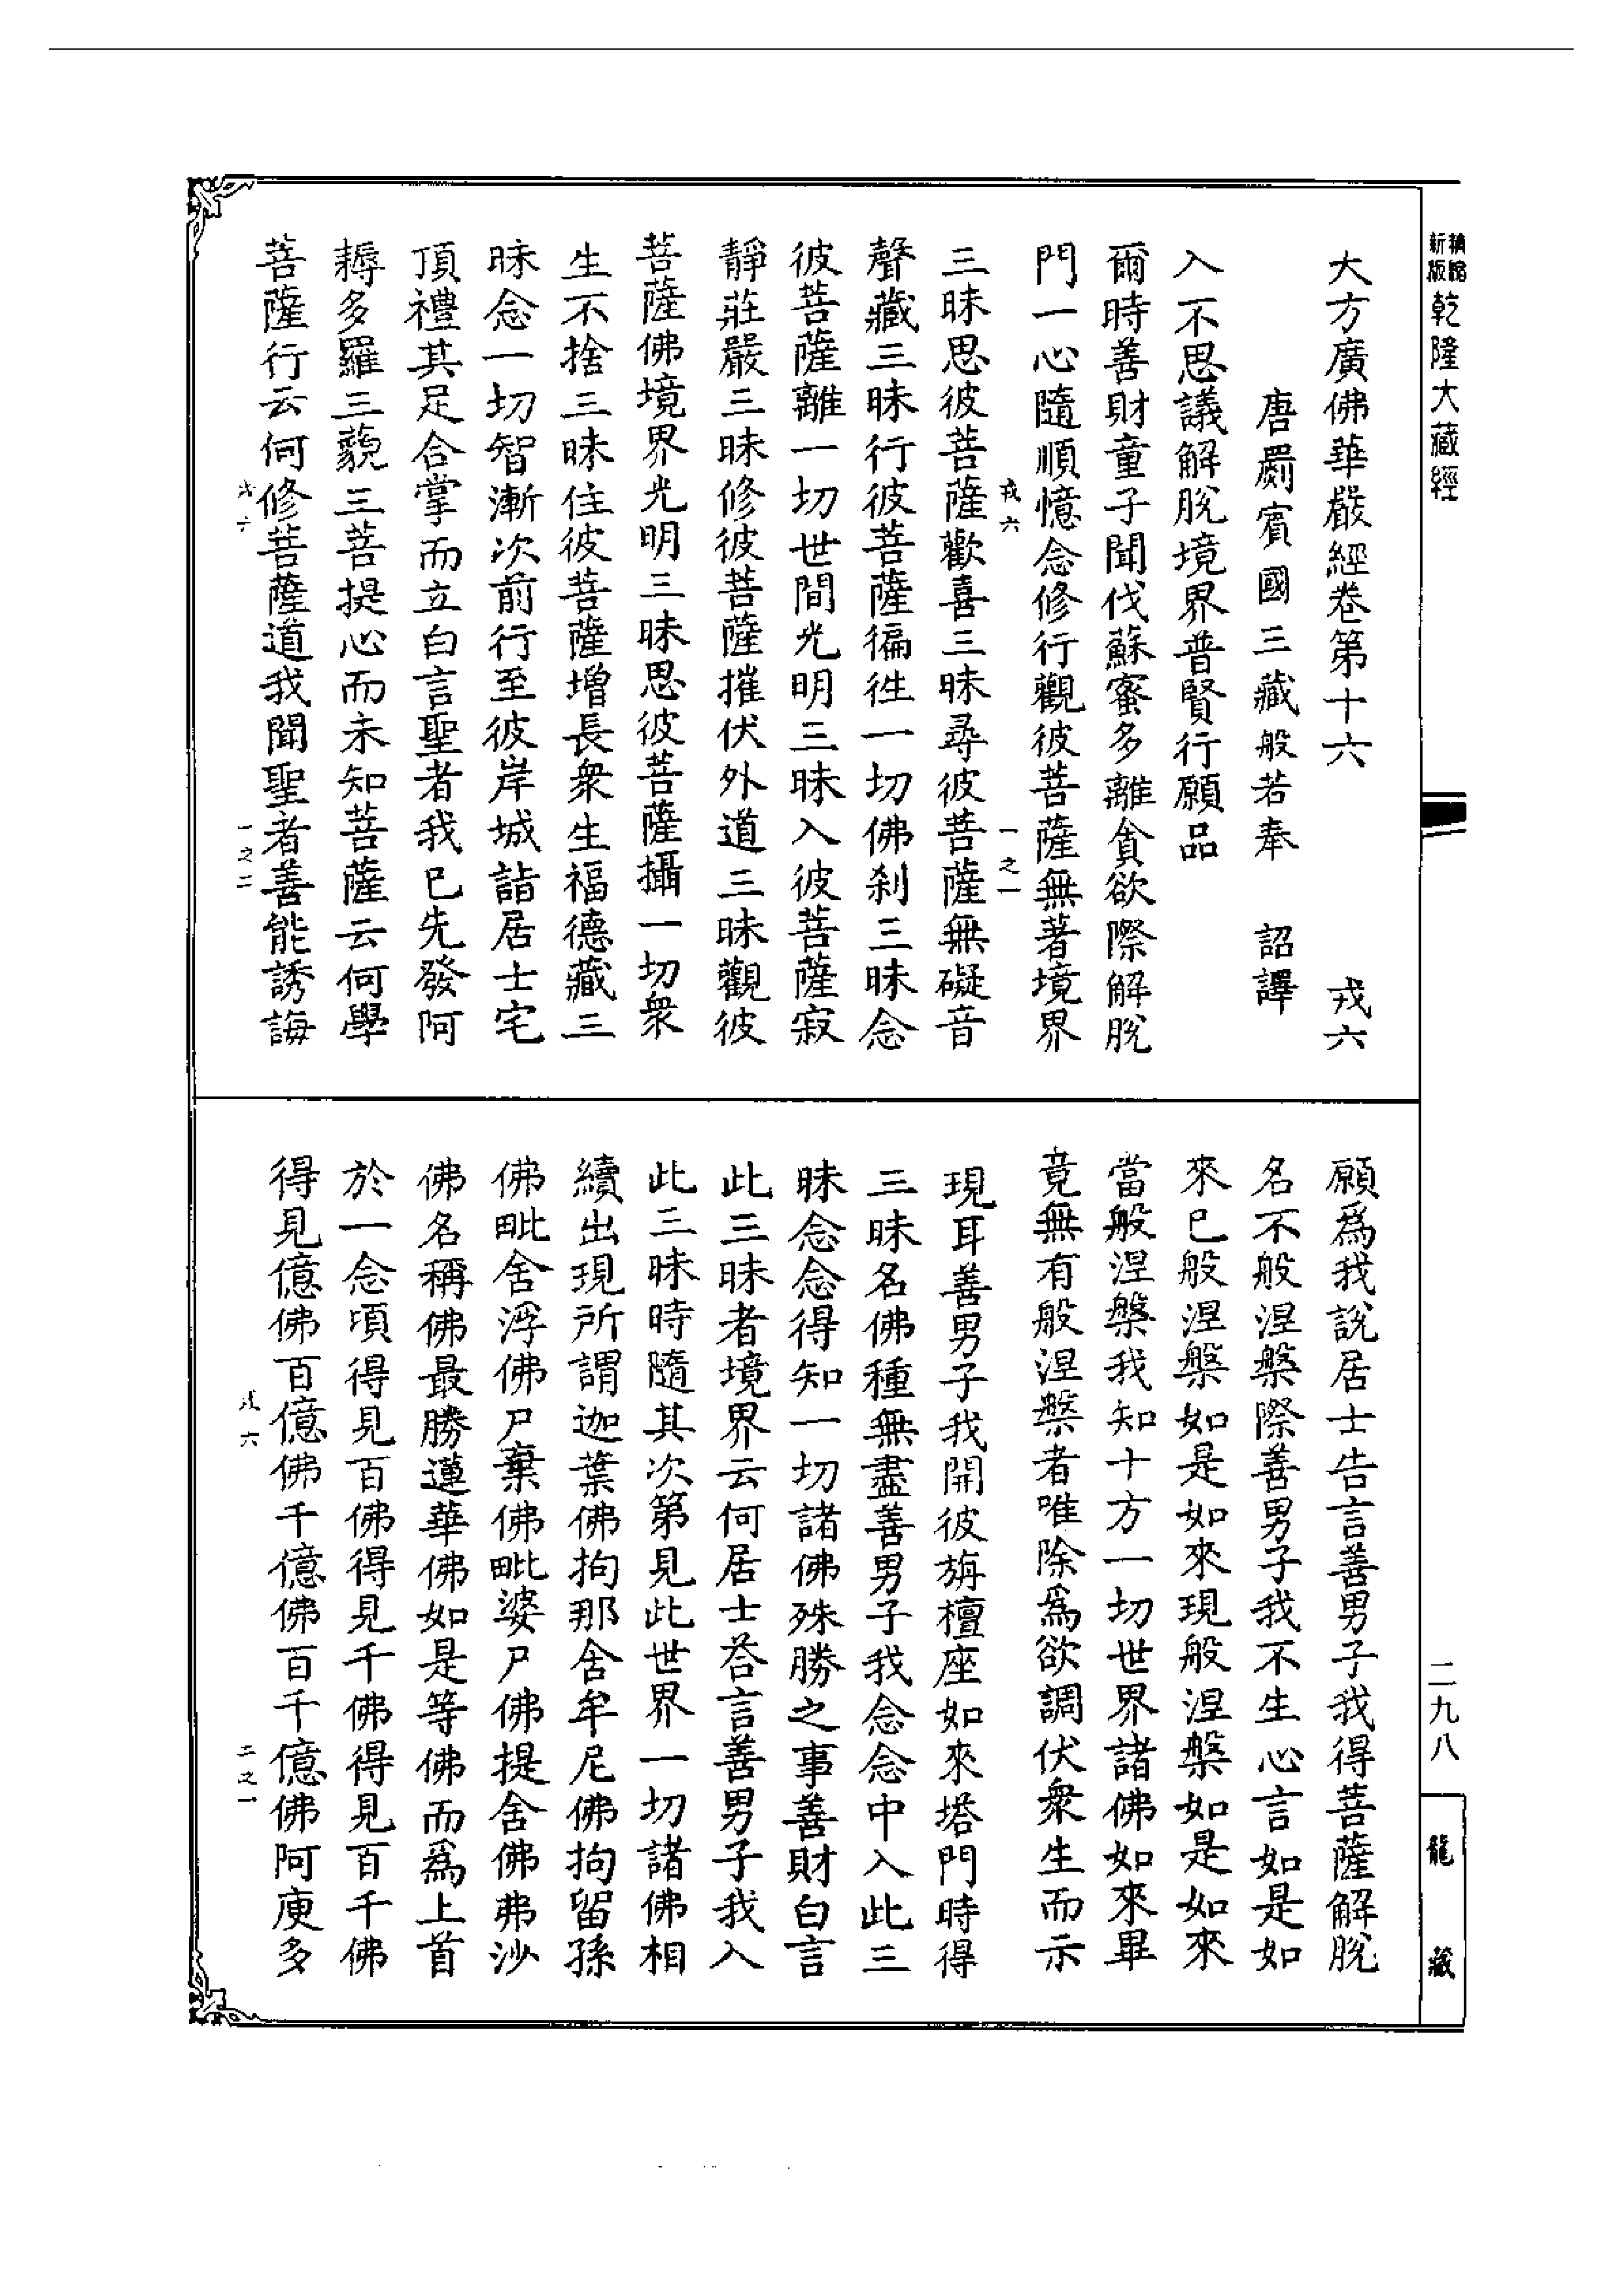 精縮
新版
乾隆大藏經
大方廣佛華嚴經卷第十六 戎六
唐罽賓國三藏般若奉 詔譯
入不思議解脫境界普賢行願品
爾時善財童子聞伐蘇蜜多離貪欲際解脫
門一心隨順憶念修行觀彼菩薩無著境界
戎六 一之一
三昧思彼菩薩歡喜三昧尋彼菩薩無礙音
聲藏三昧行彼菩薩徧往一切佛刹三昧念
彼菩薩離一切世間光明三昧入彼菩薩寂
靜莊嚴三昧修彼菩薩摧伏外道三昧觀彼
菩薩佛境界光明三昧思彼菩薩攝一切衆
生不捨三昧住彼菩薩增長衆生福德藏三
昧念一切智漸次前行至彼岸城詣居士宅
頂禮其足合掌而立白言聖者我已先發阿
耨多羅三藐三菩提心而未知菩薩云何學
菩薩行云何修菩薩道我聞聖者善能誘誨
戎六 一之二
願爲我說居士告言善男子我得菩薩解脫
名不般涅槃際善男子我不生心言如是如
來已般涅槃如是如來現般涅槃如是如來
當般涅槃我知十方一切世界諸佛如來畢
竟無有般涅槃者唯除爲欲調伏衆生而示
現耳善男子我開彼旃檀座如來塔門時得
三昧名佛種無盡善男子我念念中入此三
昧念念得知一切諸佛殊勝之事善財白言
此三昧者境界云何居士荅言善男子我入
此三昧時隨其次第見此世界一切諸佛相
續出現所謂迦葉佛拘那舍牟尼佛拘留孫
佛毗舍浮佛尸棄佛毗婆尸佛提舍佛弗沙
佛名稱佛最勝蓮華佛如是等佛而爲上首
於一念頃得見百佛得見千佛得見百千佛
得見億佛百億佛千億佛百千億佛阿庾多
戎六 二之一
二九八
龍藏